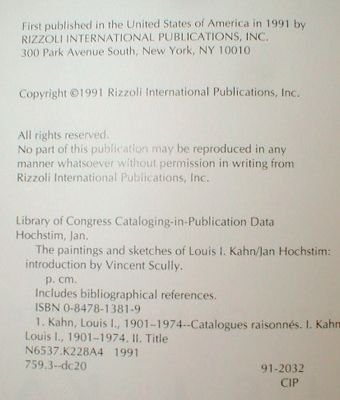 First published in the United States of America in 1991 by
RIZZOLI INTERNATIONAL PUBLICATIONS, INC.
300 Park Avenue South, New York, NY 10010
Copyright ©1991 Rizzoli International Publications, Inc.
All rights reserved.
No part of this publication may be reproduced in any
manner whatsoever without permission in writing from
Rizzoli International Publications, Inc.
Library of Congress Cataloging-in-Publication Data
Hochstim, Jan.
The paintings and sketches of Louis I. Kahn/Jan Hochstim:
introduction by Vincent Scully.
p. cm.
Includes bibliographical references.
ISBN 0-8478-1381-9
1. Kahn, Louis I., 1901-1974--Catalogues raisonnés. I. Kahn
Louis I., 1901-1974. II. Title
N6537.K228A4 1991
759.3--dc20 91-2032
CIP